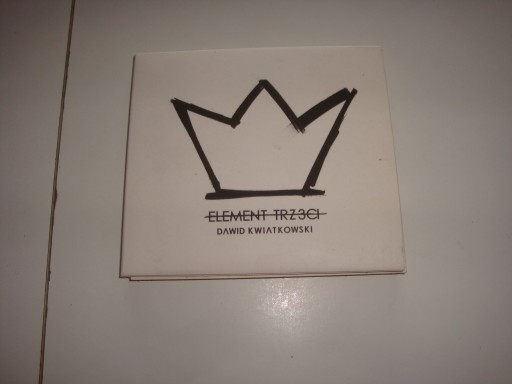 ELEMENT TRZ3CI
DAWID KWIATKOWSKI